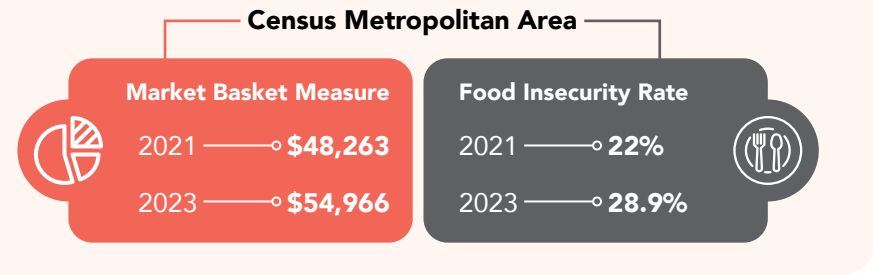 Census Metropolitan Area
Market Basket Measure
2021 $48,263
2023 $54,966
Food Insecurity Rate
2021 22%
2023 28.9%